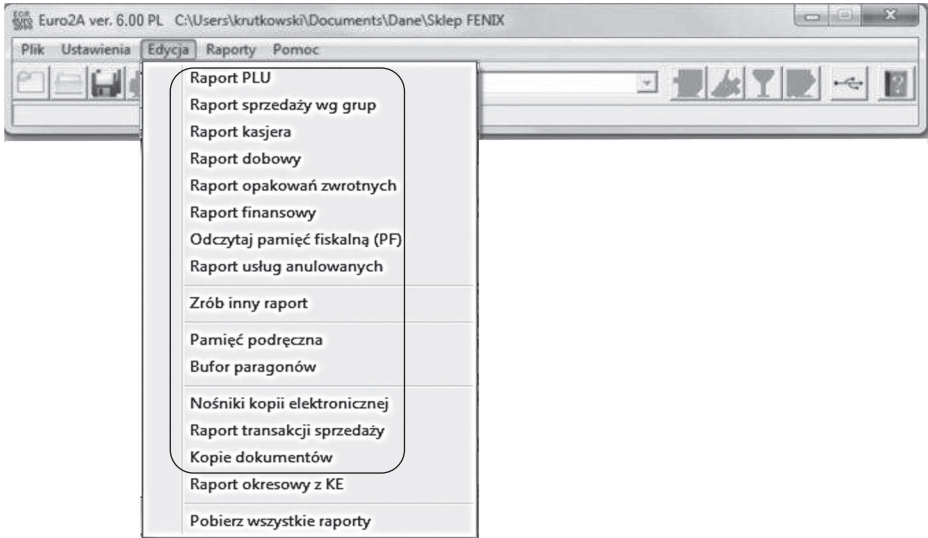 Euro2A ver. 6.00 PL C:\Users\krutkowski\Documents\Dane\Sklep FENIX
Plik Ustawienia Edycja Raporty Pomoc
Raport PLU
Raport sprzedaży wg grup
Raport kasjera
Raport dobowy
Raport opakowań zwrotnych
Raport finansowy
Odczytaj pamięć fiskalną (PF)
Raport usług anulowanych
Zrób inny raport
Pamięć podręczna
Bufor paragonów
Nośniki kopii elektronicznej
Raport transakcji sprzedaży
Kopie dokumentów
Raport okresowy z KE
Pobierz wszystkie raporty